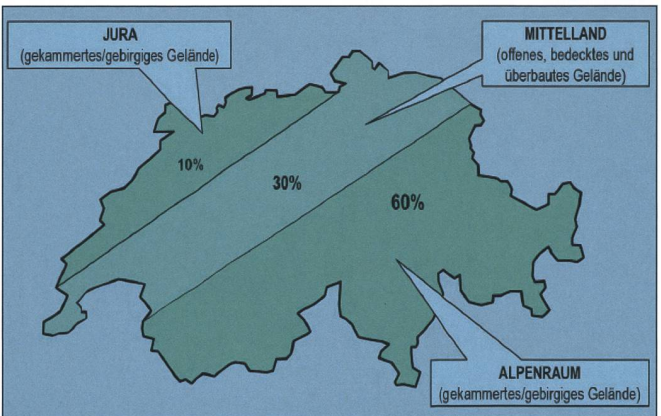 JURA
(gekammertes/gebirgiges Gelände)
MITTELLAND
(offenes, bedecktes und
überbautes Gelände)
10%
30%
60%
ALPENRAUM
(gekammertes/gebirgiges Gelände)